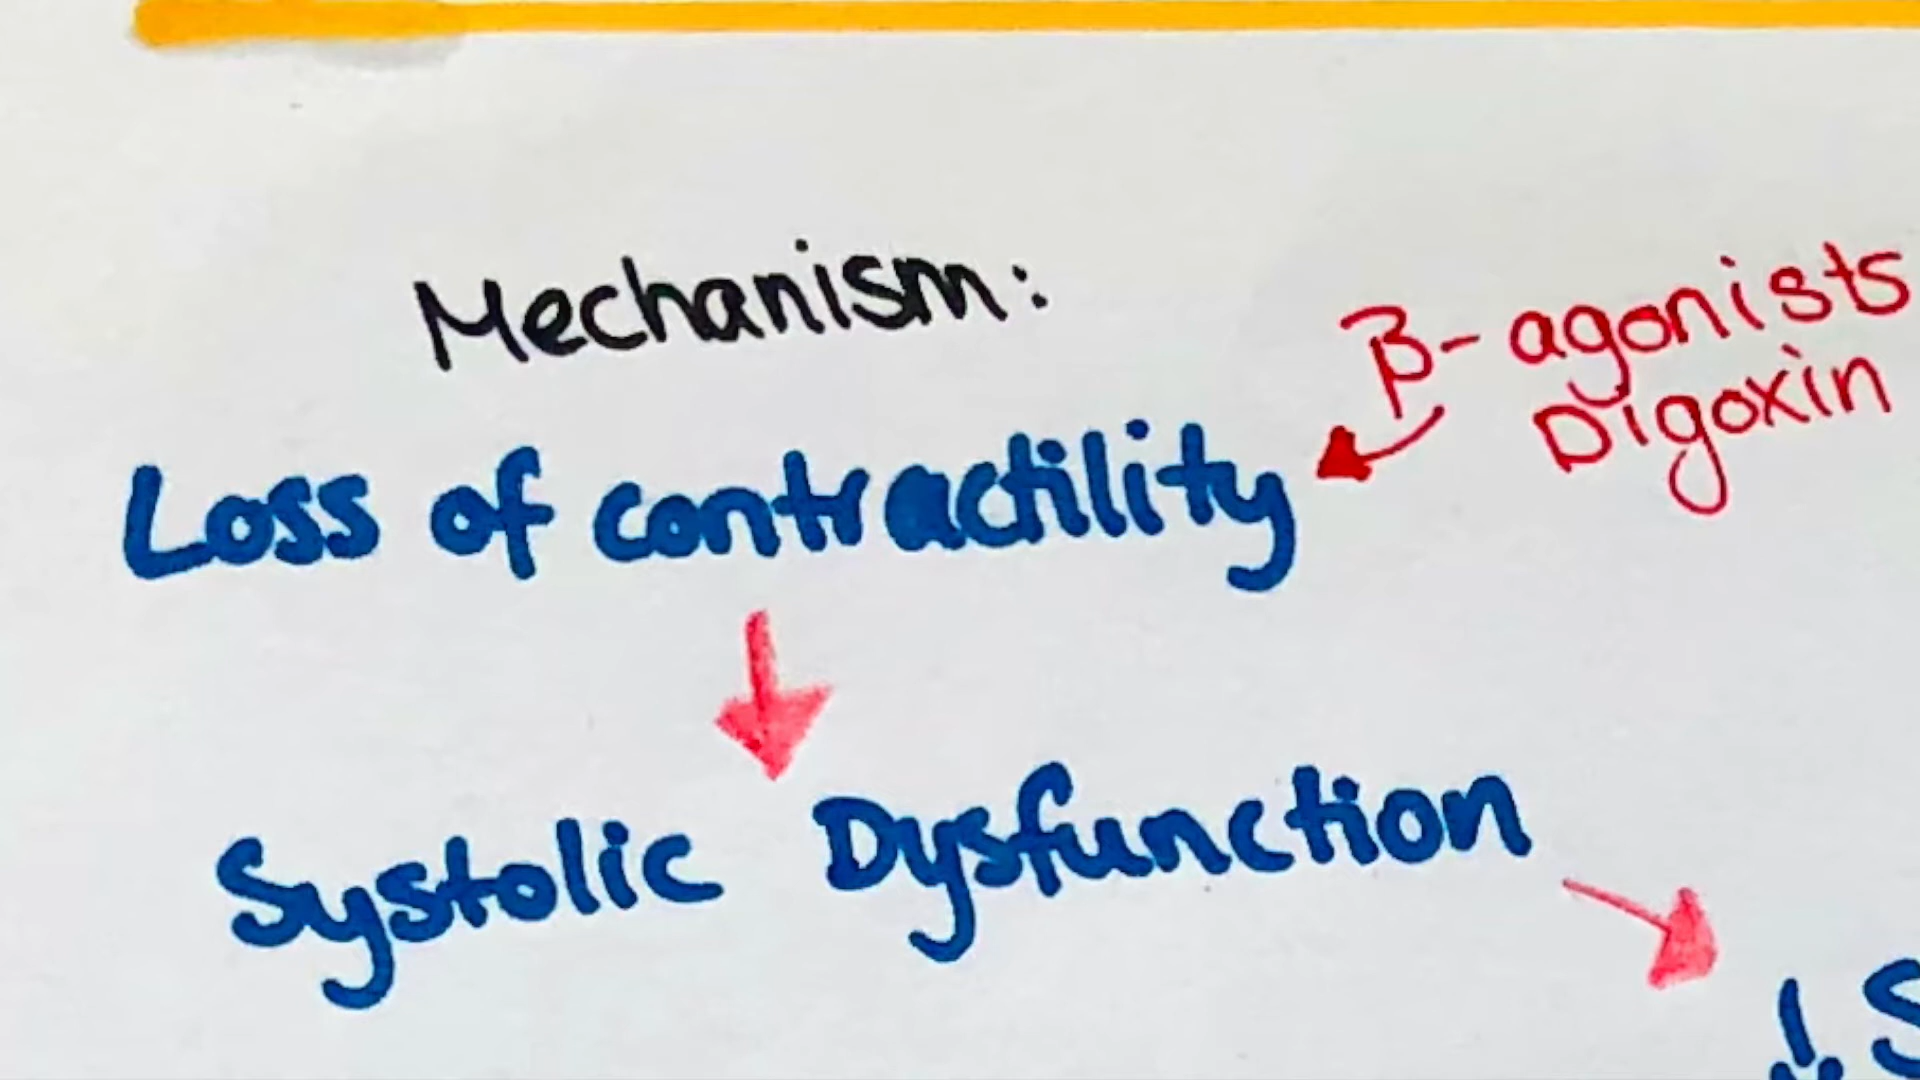 Mechanism:
β- agonists
Digoxin
Loss of contractility
Systolic Dysfunction
↓ S